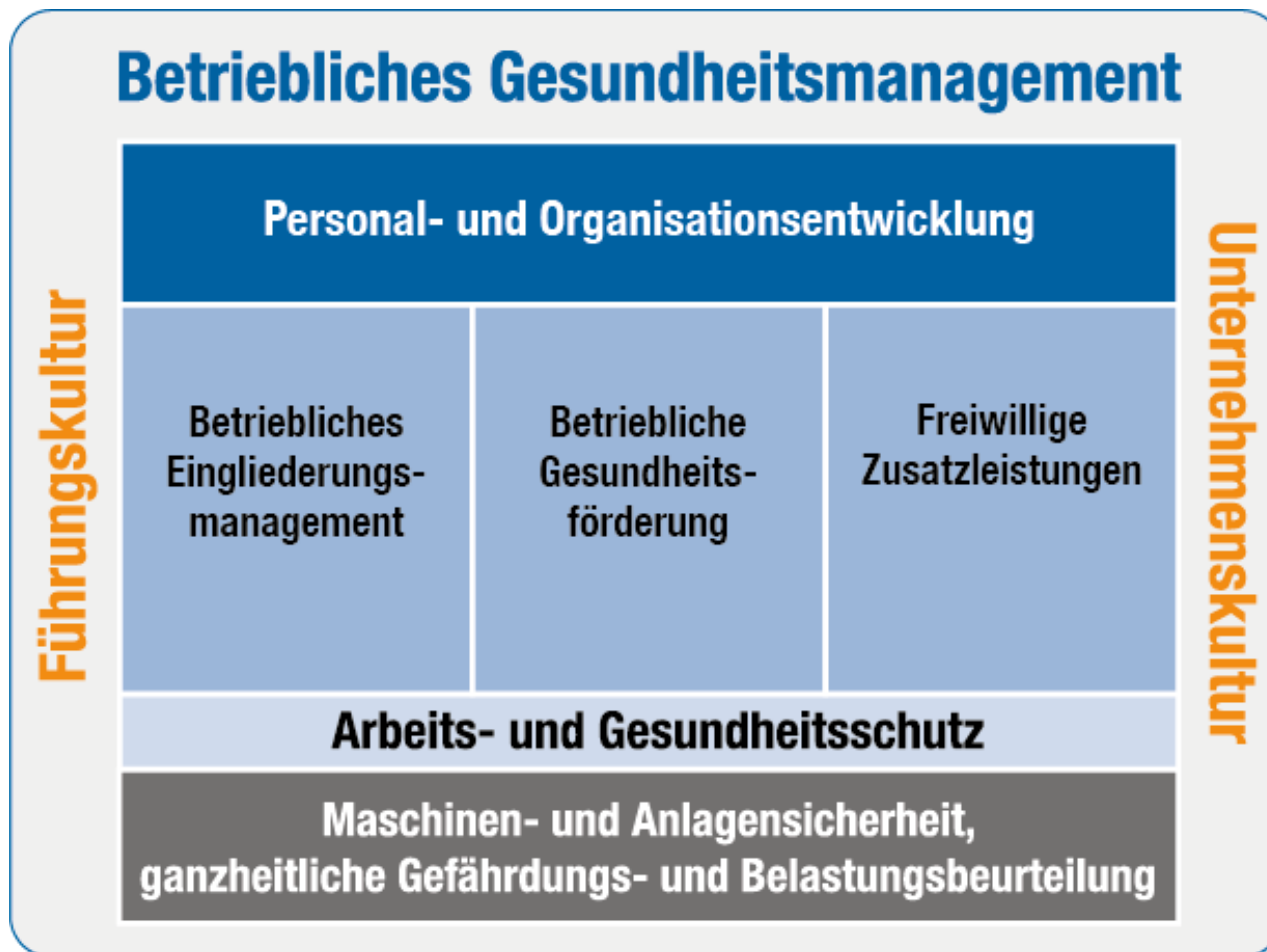 Betriebliches Gesundheitsmanagement
Personal- und Organisationsentwicklung
Führungskultur
Betriebliches
Eingliederungs-
management
Betriebliche
Gesundheits-
förderung
Freiwillige
Zusatzleistungen
Unternehmenskultur
Arbeits- und Gesundheitsschutz
Maschinen- und Anlagensicherheit,
ganzheitliche Gefährdungs- und Belastungsbeurteilung